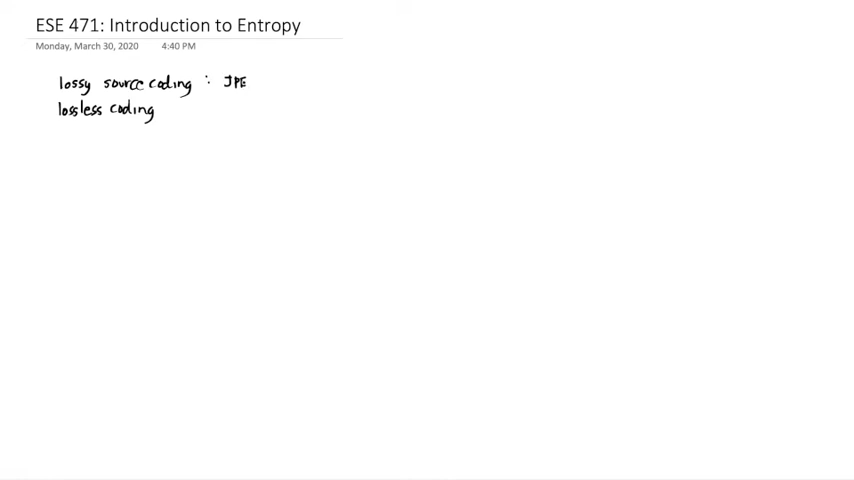 ESE 471: Introduction to Entropy
Monday, March 30, 2020 4:40 PM
lossy source coding : JPE
lossless coding